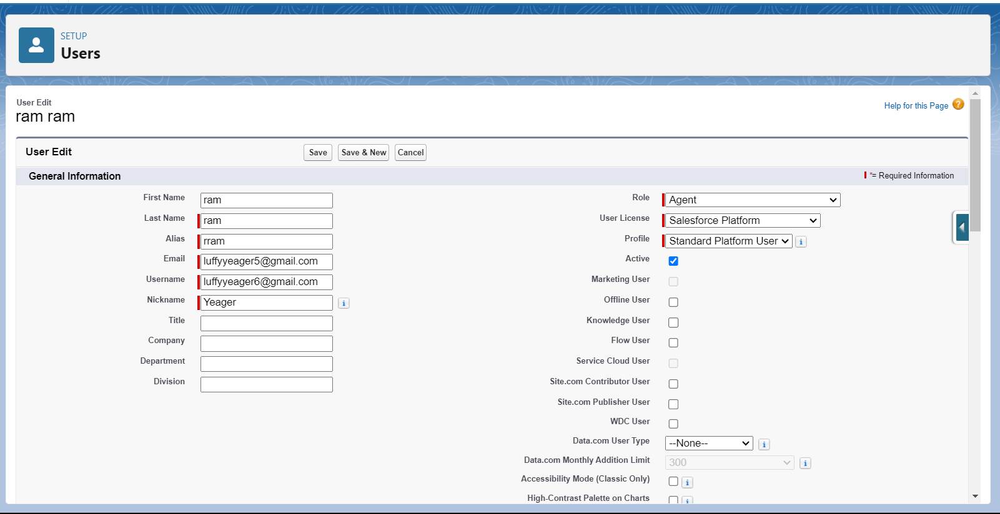 SETUP
Users
User Edit
ram ram
Help for this Page
?
User Edit
Save
Save & New
Cancel
General Information
*= Required Information
First Name
ram
Last Name
ram
Alias
rram
Email
luffyyeager5@gmail.com
Username
luffyyeager6@gmail.com
Nickname
Yeager
i
Title
Company
Department
Division
Role
Agent
User License
Salesforce Platform
Profile
Standard Platform User
i
Active
Marketing User
Offline User
Knowledge User
Flow User
Service Cloud User
Site.com Contributor User
Site.com Publisher User
WDC User
Data.com User Type
--None--
i
Data.com Monthly Addition Limit
300
i
Accessibility Mode (Classic Only)
i
High-Contrast Palette on Charts
i